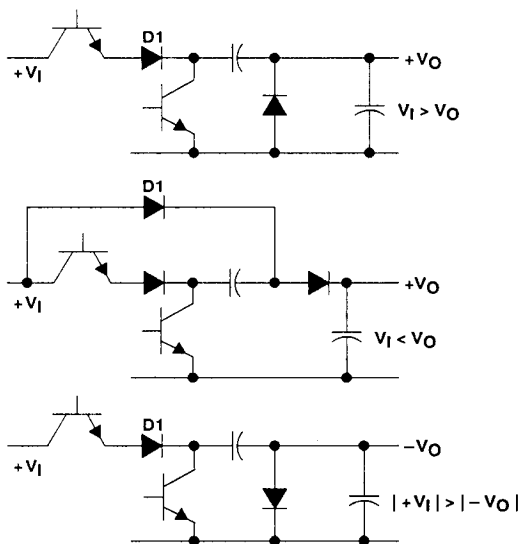 D1
+VI
+VO
VI > VO
D1
+VI
+VO
VI < VO
D1
+VI
−VO
| +VI | > | −VO |